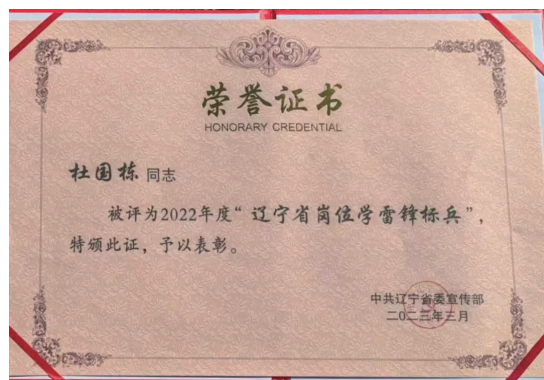 荣誉证书
HONORARY CREDENTIAL
杜国栋 同志
被评为2022年度“辽宁省岗位学雷锋标兵”,
特颁此证，予以表彰。
中共辽宁省委宣传部
二〇二三年三月